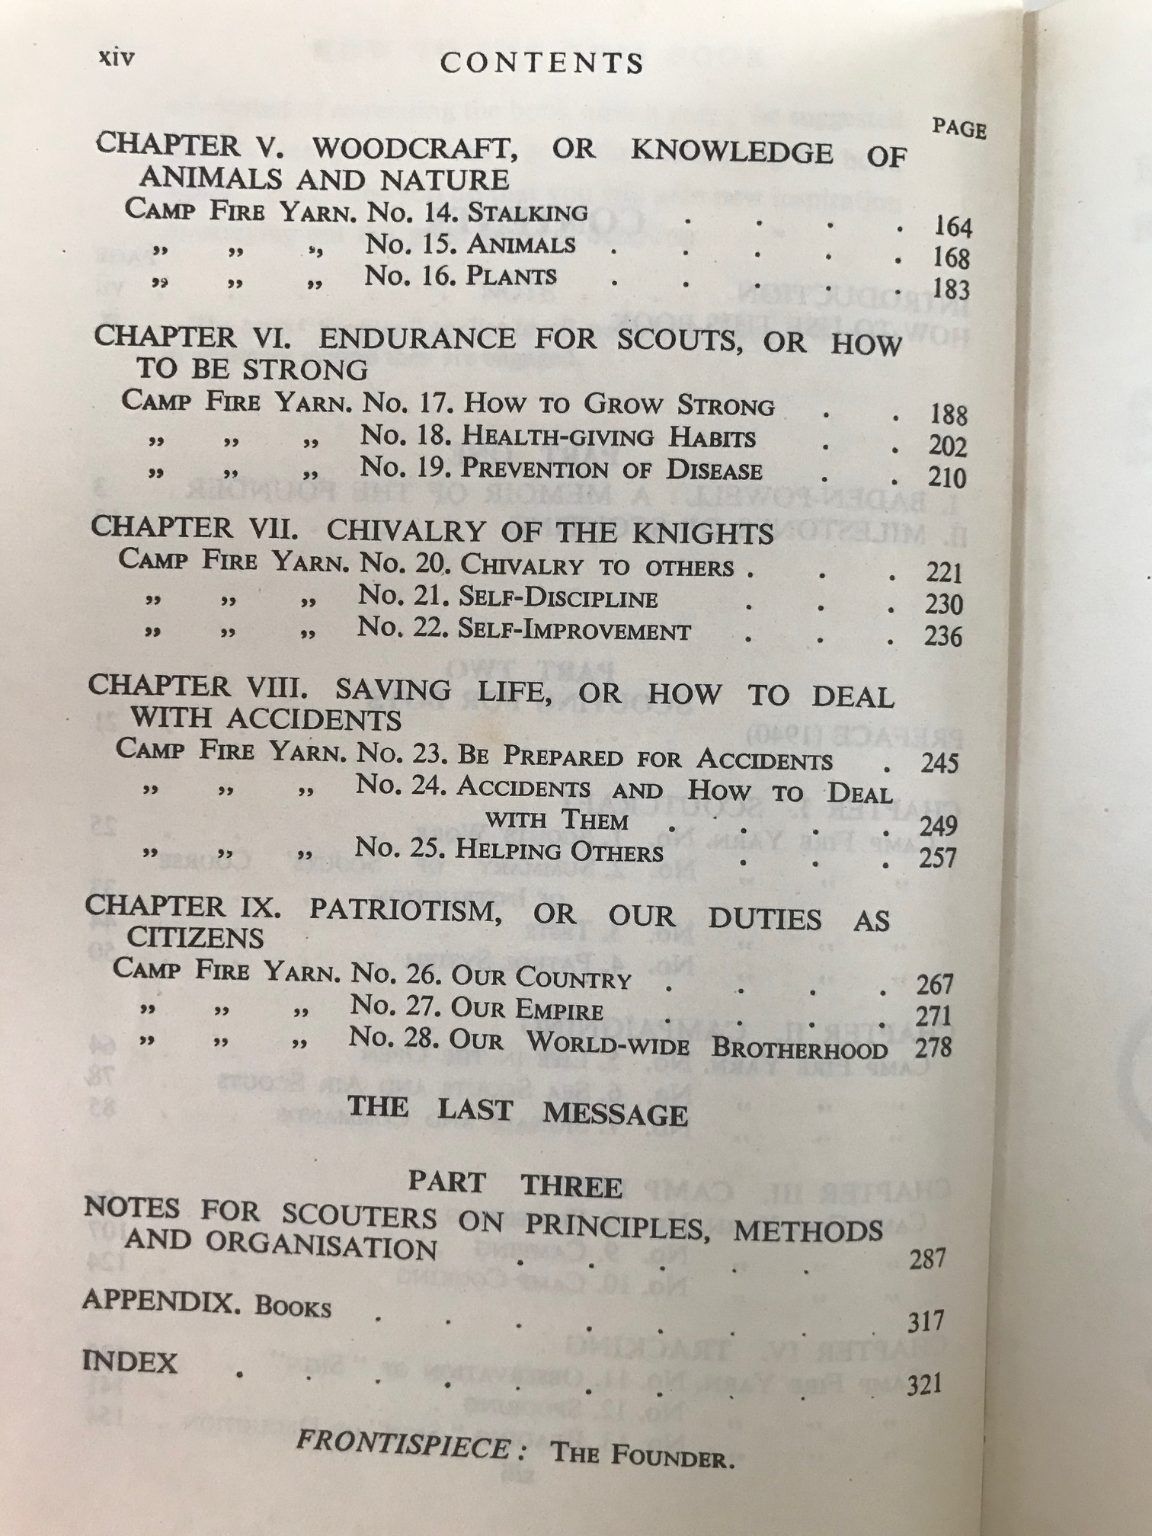 xiv
CONTENTS
PAGE
CHAPTER V. WOODCRAFT, OR KNOWLEDGE OF
ANIMALS AND NATURE
CAMP FIRE YARN. No. 14. STALKING . . . . 164
„ „ „ No. 15. ANIMALS . . . . . 168
„ „ „ No. 16. PLANTS . . . . . 183
CHAPTER VI. ENDURANCE FOR SCOUTS, OR HOW
TO BE STRONG
CAMP FIRE YARN. No. 17. HOW TO GROW STRONG . . 188
„ „ „ No. 18. HEALTH-GIVING HABITS . . 202
„ „ „ No. 19. PREVENTION OF DISEASE . . 210
CHAPTER VII. CHIVALRY OF THE KNIGHTS
CAMP FIRE YARN. No. 20. CHIVALRY TO OTHERS . . . 221
„ „ „ No. 21. SELF-DISCIPLINE . . . 230
„ „ „ No. 22. SELF-IMPROVEMENT . . . 236
CHAPTER VIII. SAVING LIFE, OR HOW TO DEAL
WITH ACCIDENTS
CAMP FIRE YARN. No. 23. BE PREPARED FOR ACCIDENTS . 245
„ „ „ No. 24. ACCIDENTS AND HOW TO DEAL
WITH THEM . . . . 249
„ „ „ No. 25. HELPING OTHERS . . . 257
CHAPTER IX. PATRIOTISM, OR OUR DUTIES AS
CITIZENS
CAMP FIRE YARN. No. 26. OUR COUNTRY . . . . 267
„ „ „ No. 27. OUR EMPIRE . . . . 271
„ „ „ No. 28. OUR WORLD-WIDE BROTHERHOOD 278
THE LAST MESSAGE
PART THREE
NOTES FOR SCOUTERS ON PRINCIPLES, METHODS
AND ORGANISATION . . . . . 287
APPENDIX. BOOKS . . . . . . . . 317
INDEX . . . . . . . . . . 321
FRONTISPIECE: THE FOUNDER.